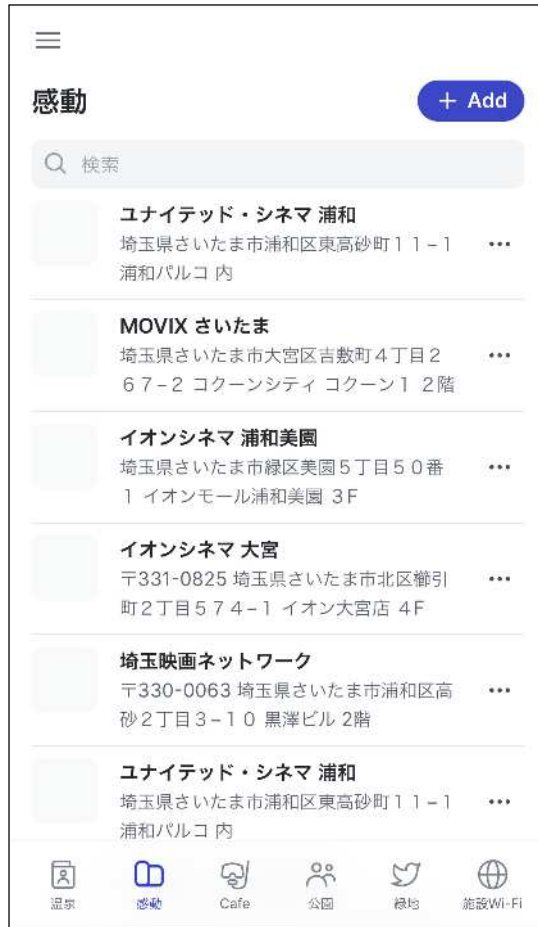 感動
+ Add
検索
ユナイテッド・シネマ 浦和
埼玉県さいたま市浦和区東高砂町11−1
浦和パルコ 内
MOVIX さいたま
埼玉県さいたま市大宮区吉敷町4丁目2
67−2 コクーンシティ コクーン1 2階
イオンシネマ 浦和美園
埼玉県さいたま市緑区美園5丁目50番
1 イオンモール浦和美園 3F
イオンシネマ 大宮
〒331-0825 埼玉県さいたま市北区櫛引
町2丁目574−1 イオン大宮店 4F
埼玉映画ネットワーク
〒330-0063 埼玉県さいたま市浦和区高
砂2丁目3−10 黒澤ビル 2階
ユナイテッド・シネマ 浦和
埼玉県さいたま市浦和区東高砂町11−1
浦和パルコ 内
温泉 感動 Cafe 公園 緑地 施設Wi-Fi